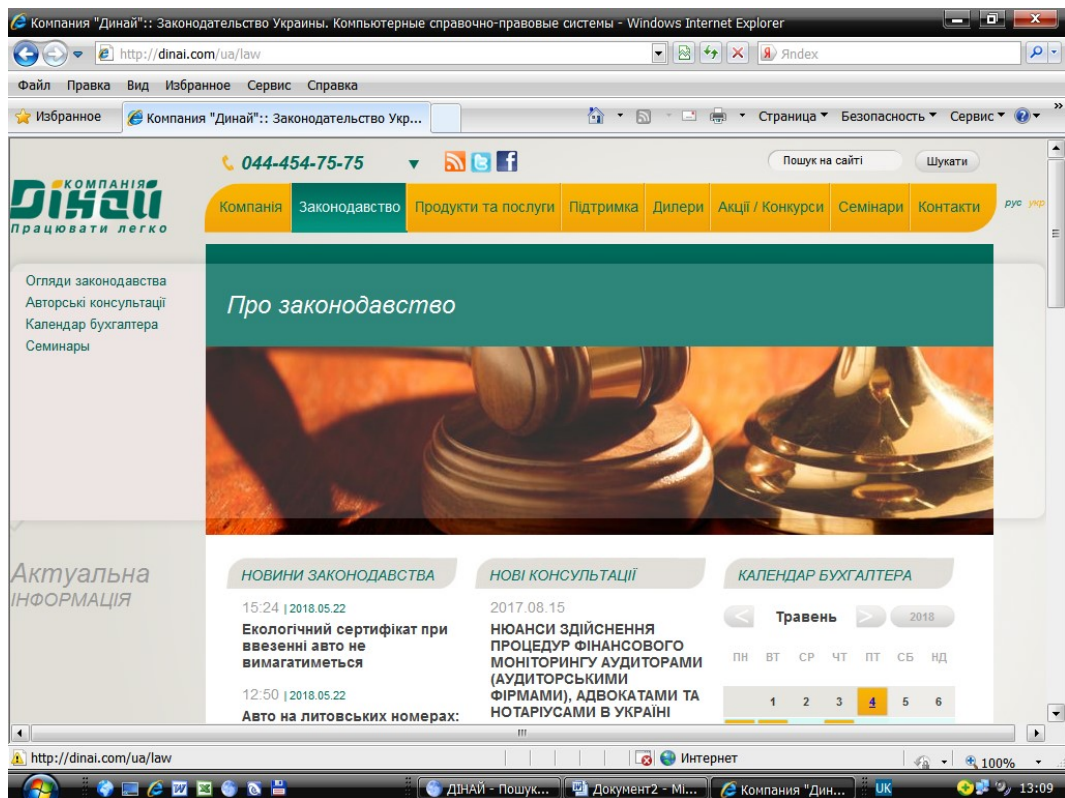 Компания "Динай":: Законодательство Украины. Компьютерные справочно-правовые системы - Windows Internet Explorer
http://dinai.com/ua/law
Яndex
Файл Правка Вид Избранное Сервис Справка
Избранное
Компания "Динай":: Законодательство Укр...
Страница Безопасность Сервис
044-454-75-75
Пошук на сайті Шукати
КОМПАНІЯ
Дінай
Працювати легко
Компанія Законодавство Продукти та послуги Підтримка Дилери Акції / Конкурси Семінари Контакти
рус укр
Огляди законодавства
Авторські консультації
Календар бухгалтера
Семинары
Про законодавство
Актуальна
ІНФОРМАЦІЯ
НОВИНИ ЗАКОНОДАВСТВА
15:24 | 2018.05.22
Екологічний сертифікат при
ввезенні авто не
вимагатиметься
12:50 | 2018.05.22
Авто на литовських номерах:
НОВІ КОНСУЛЬТАЦІЇ
2017.08.15
НЮАНСИ ЗДІЙСНЕННЯ
ПРОЦЕДУР ФІНАНСОВОГО
МОНІТОРИНГУ АУДИТОРАМИ
(АУДИТОРСЬКИМИ
ФІРМАМИ), АДВОКАТАМИ ТА
НОТАРІУСАМИ В УКРАЇНІ
КАЛЕНДАР БУХГАЛТЕРА
< Травень > 2018
ПН ВТ СР ЧТ ПТ СБ НД
1 2 3 4 5 6
http://dinai.com/ua/law
Интернет
100%
ДІНАЙ - Пошук...
Документ2 - Mi...
Компания "Дин...
UK
13:09